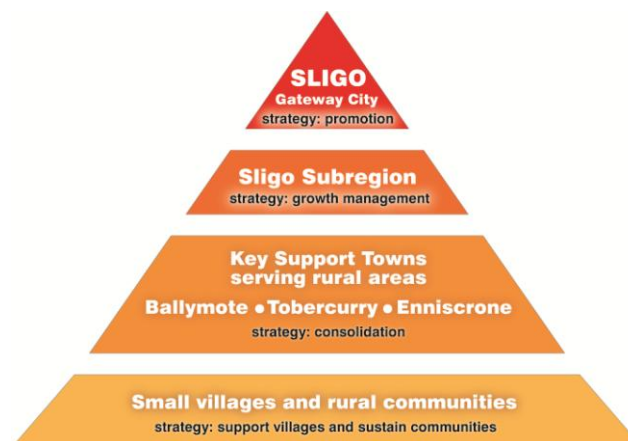 SLIGO
Gateway City
strategy: promotion
Sligo Subregion
strategy: growth management
Key Support Towns
serving rural areas
Ballymote • Tobercurry • Enniscrone
strategy: consolidation
Small villages and rural communities
strategy: support villages and sustain communities